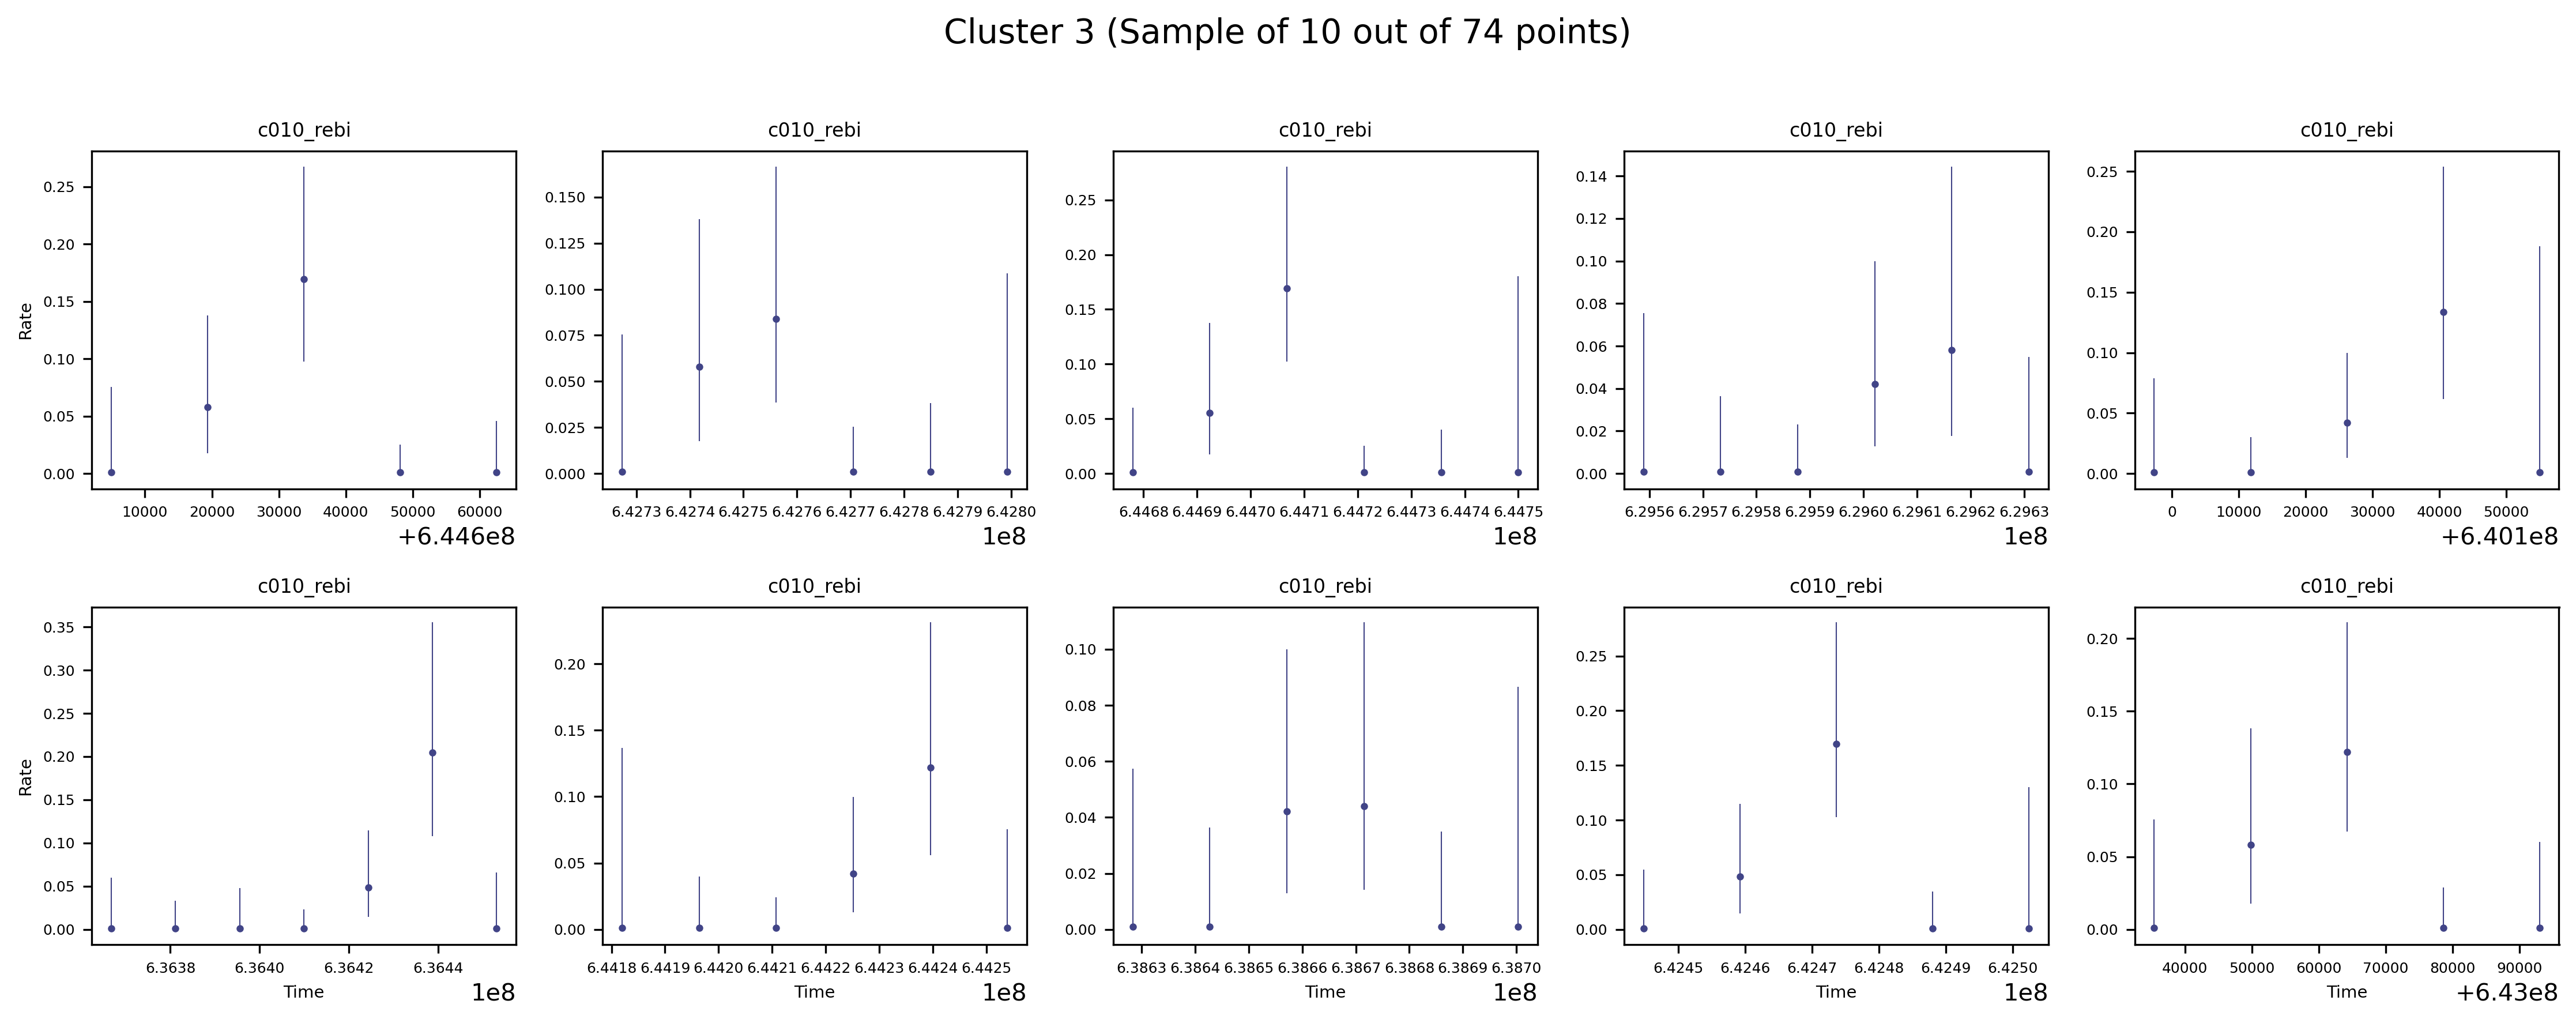 Cluster 3 (Sample of 10 out of 74 points)
c010_rebi c010_rebi c010_rebi c010_rebi c010_rebi
Rate
0.25
0.20
0.15
0.10
0.05
0.00
10000 20000 30000 40000 50000 60000
+6.446e8
0.150
0.125
0.100
0.075
0.050
0.025
0.000
6.4273 6.4274 6.4275 6.4276 6.4277 6.4278 6.4279 6.4280
1e8
0.25
0.20
0.15
0.10
0.05
0.00
6.4468 6.4469 6.4470 6.4471 6.4472 6.4473 6.4474 6.4475
1e8
0.14
0.12
0.10
0.08
0.06
0.04
0.02
0.00
6.2956 6.2957 6.2958 6.2959 6.2960 6.2961 6.2962 6.2963
1e8
0.25
0.20
0.15
0.10
0.05
0.00
0 10000 20000 30000 40000 50000
+6.401e8
c010_rebi c010_rebi c010_rebi c010_rebi c010_rebi
Rate
0.35
0.30
0.25
0.20
0.15
0.10
0.05
0.00
6.3638 6.3640 6.3642 6.3644
Time
1e8
0.20
0.15
0.10
0.05
0.00
6.4418 6.4419 6.4420 6.4421 6.4422 6.4423 6.4424 6.4425
Time
1e8
0.10
0.08
0.06
0.04
0.02
0.00
6.3863 6.3864 6.3865 6.3866 6.3867 6.3868 6.3869 6.3870
Time
1e8
0.25
0.20
0.15
0.10
0.05
0.00
6.4245 6.4246 6.4247 6.4248 6.4249 6.4250
Time
1e8
0.20
0.15
0.10
0.05
0.00
40000 50000 60000 70000 80000 90000
Time
+6.43e8